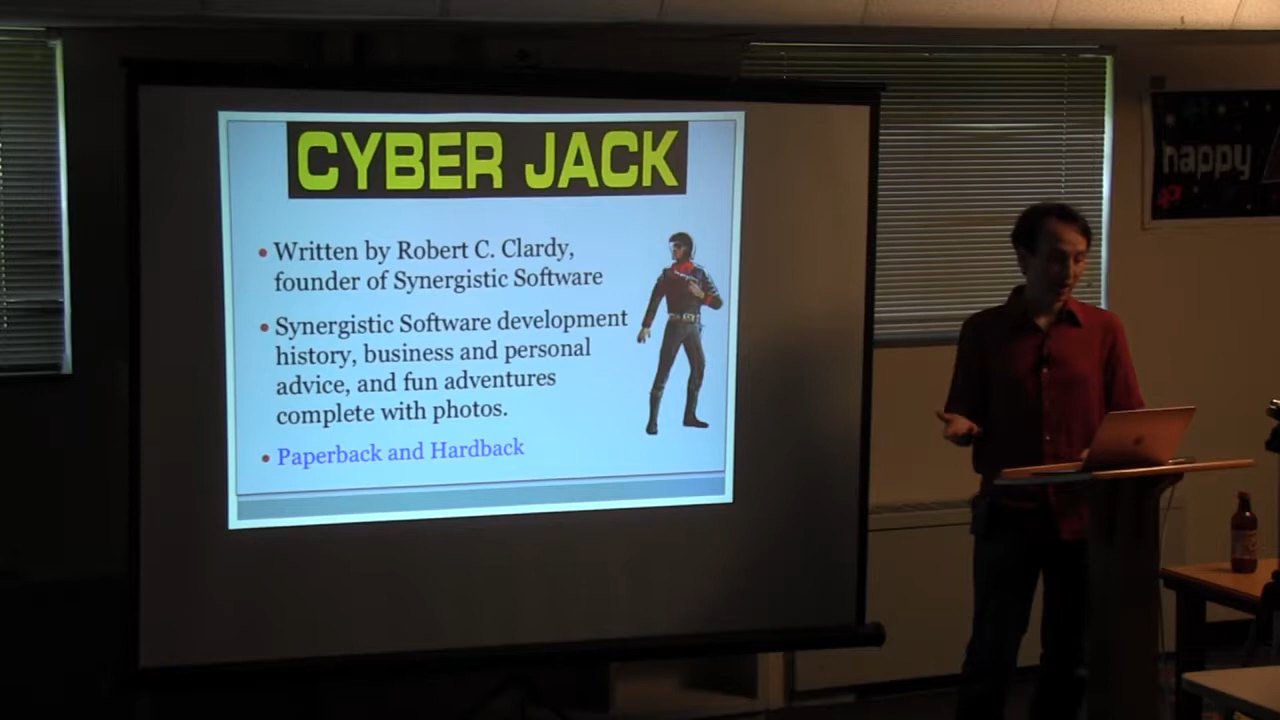 CYBER JACK
• Written by Robert C. Clardy,
founder of Synergistic Software
• Synergistic Software development
history, business and personal
advice, and fun adventures
complete with photos.
• Paperback and Hardback
happy